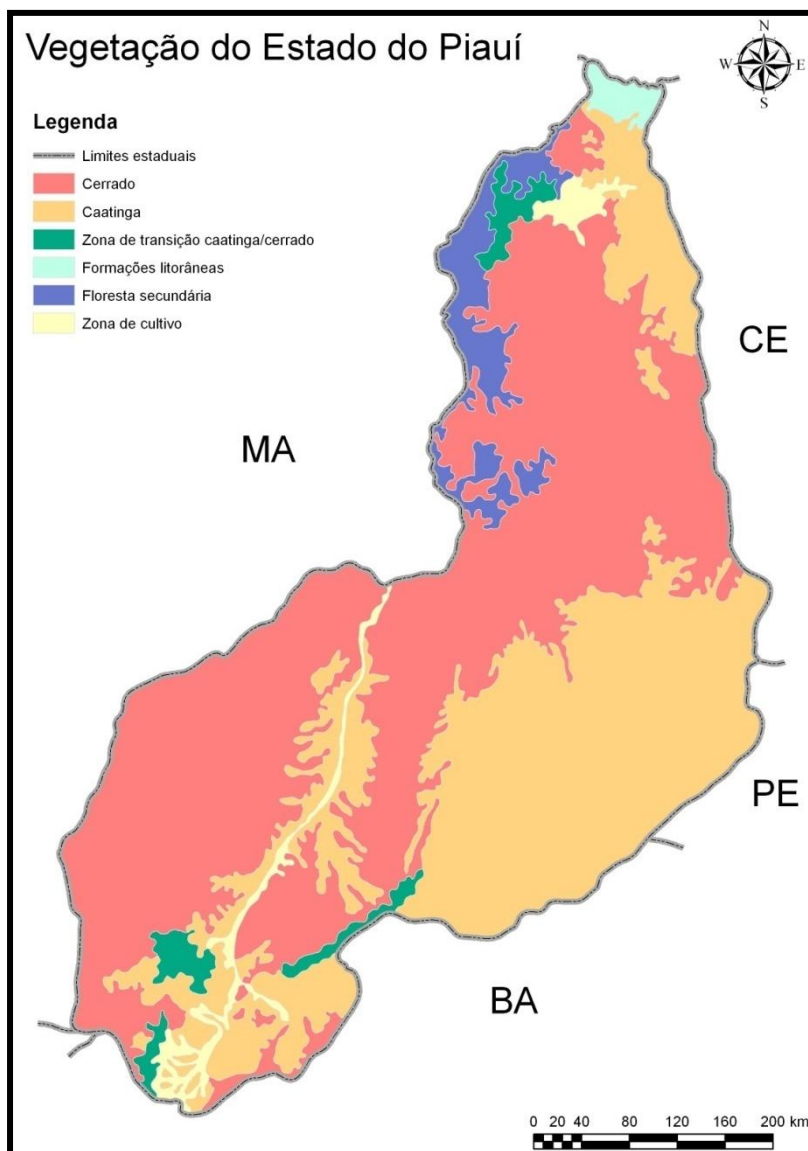 Vegetação do Estado do Piauí
N
W E
S
Legenda
Limites estaduais
Cerrado
Caatinga
Zona de transição caatinga/cerrado
Formações litorâneas
Floresta secundária
Zona de cultivo
CE
MA
PE
BA
0 20 40 80 120 160 200 km